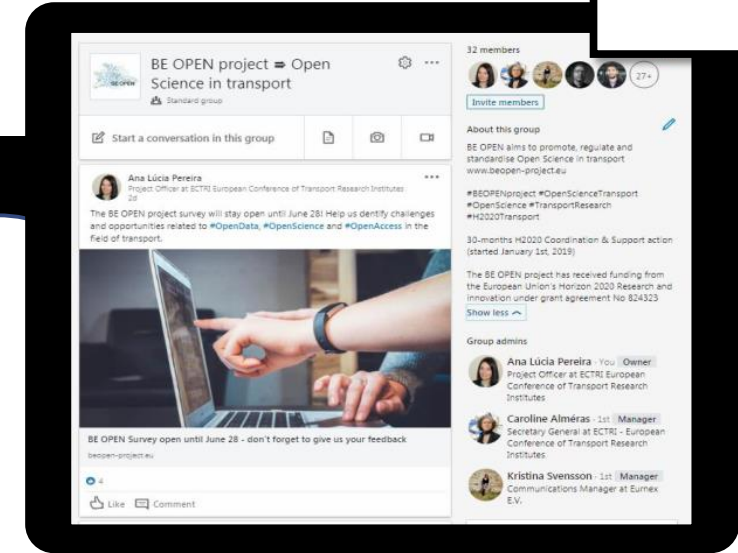 BE OPEN
BE OPEN project ⇒ Open
Science in transport
Standard group
Start a conversation in this group
Ana Lúcia Pereira
Project Officer at ECTRI European Conference of Transport Research Institutes
2d
The BE OPEN project survey will stay open until June 28! Help us dentify challenges
and opportunities related to #OpenData, #OpenScience and #OpenAccess in the
field of transport.
BE OPEN Survey open until June 28 - don't forget to give us your feedback
beopen-project.eu
4
Like Comment
32 members
27+
Invite members
About this group
BE OPEN aims to promote, regulate and
standardise Open Science in transport
www.beopen-project.eu
#BEOPENproject #OpenScienceTransport
#OpenScience #TransportResearch
#H2020Transport
30-months H2020 Coordination & Support action
(started January 1st, 2019)
The BE OPEN project has received funding from
the European Union's Horizon 2020 Research and
Innovation under grant agreement No 824323
Show less
Group admins
Ana Lúcia Pereira · You Owner
Project Officer at ECTRI European
Conference of Transport Research
Institutes
Caroline Alméras · 1st Manager
Secretary General at ECTRI - European
Conference of Transport Research
Institutes
Kristina Svensson · 1st Manager
Communications Manager at Eurnex
E.V.